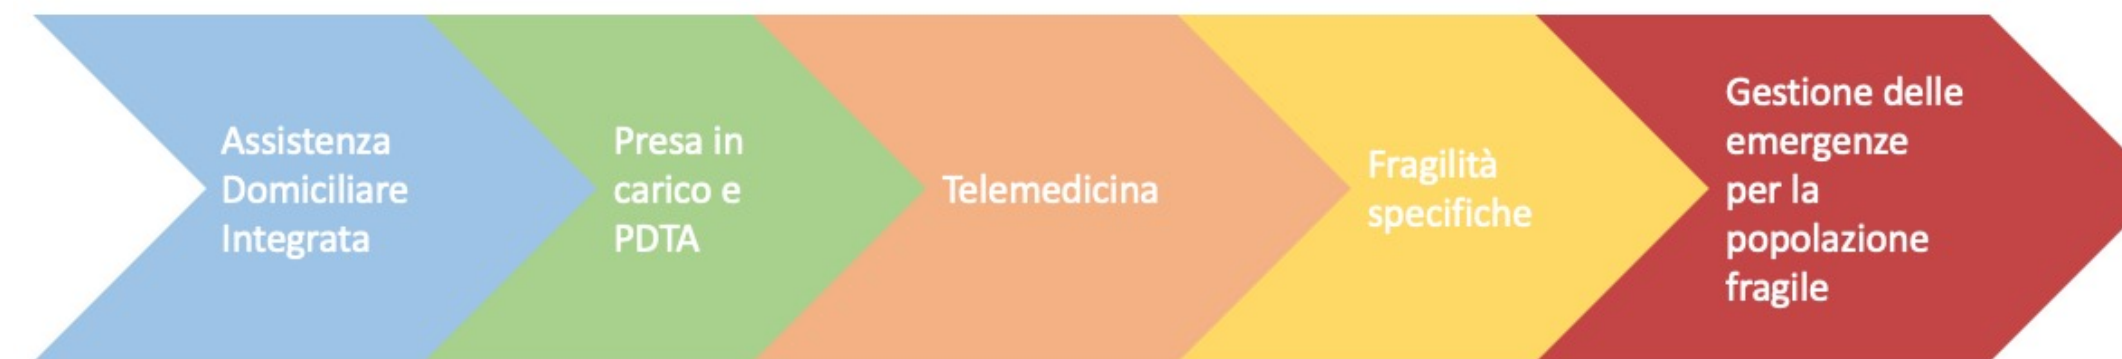 Assistenza
Domiciliare
Integrata
Presa in
carico e
PDTA
Telemedicina
Fragilità
specifiche
Gestione delle
emergenze
per la
popolazione
fragile